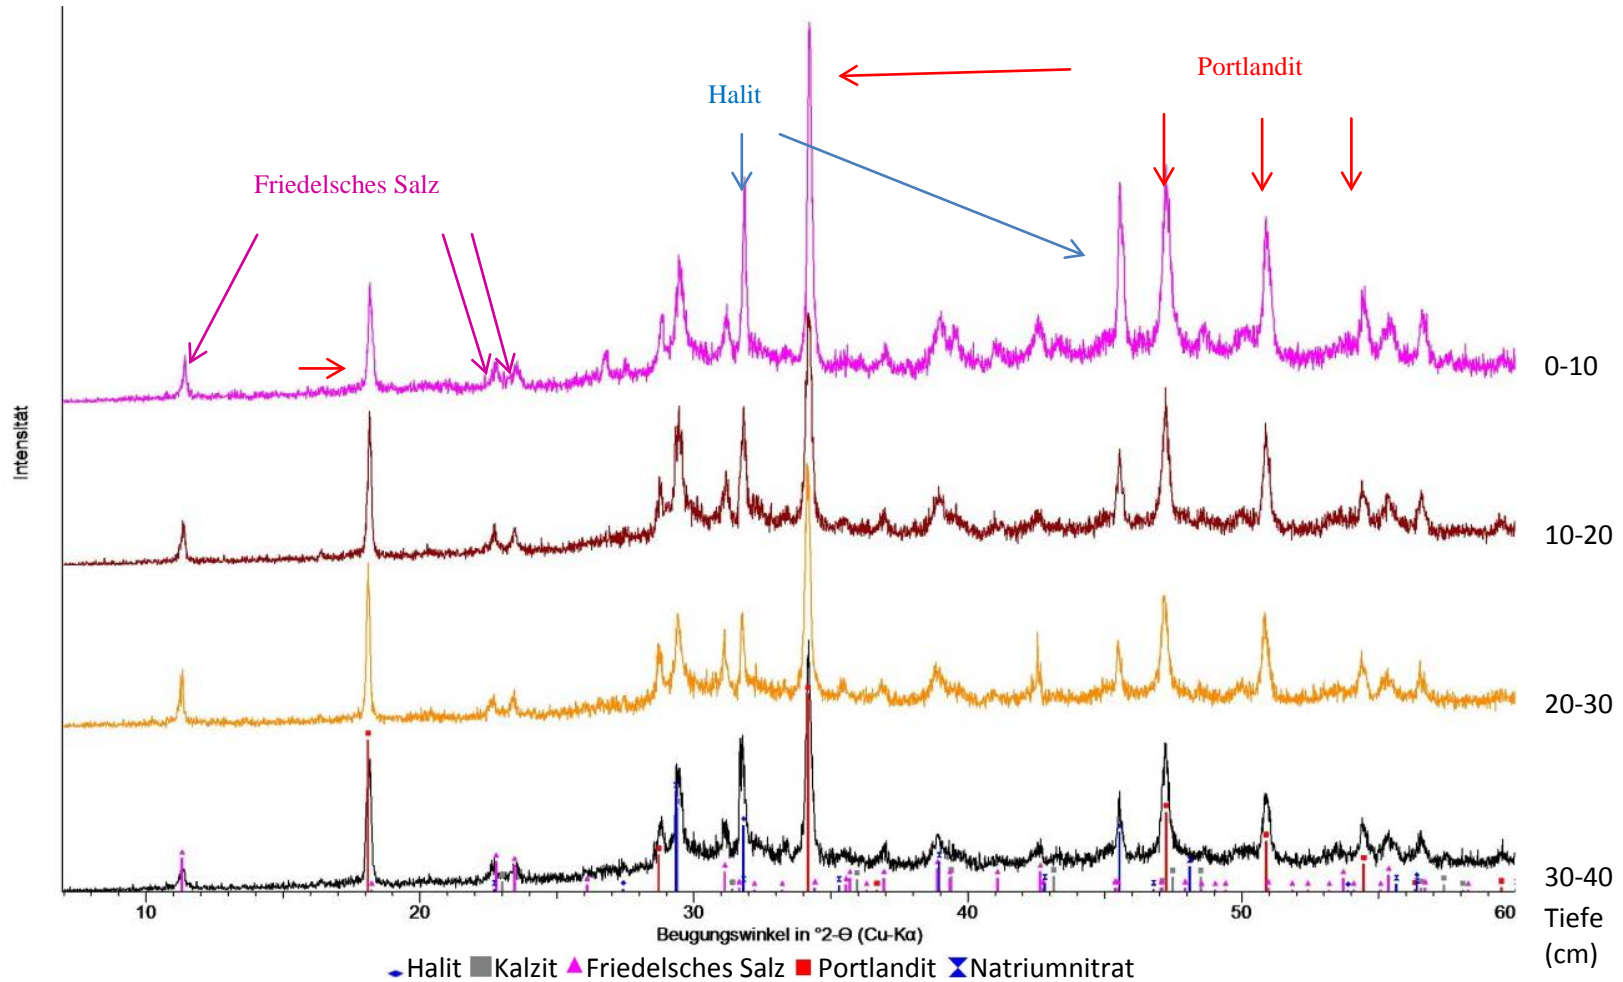 Portlandit
Halit
Friedelsches Salz
Intensität
0-10
10-20
20-30
30-40
Tiefe
(cm)
10 20 30 40 50 60
Beugungswinkel in °2-Θ (Cu-Kα)
Halit Kalzit Friedelsches Salz Portlandit Natriumnitrat